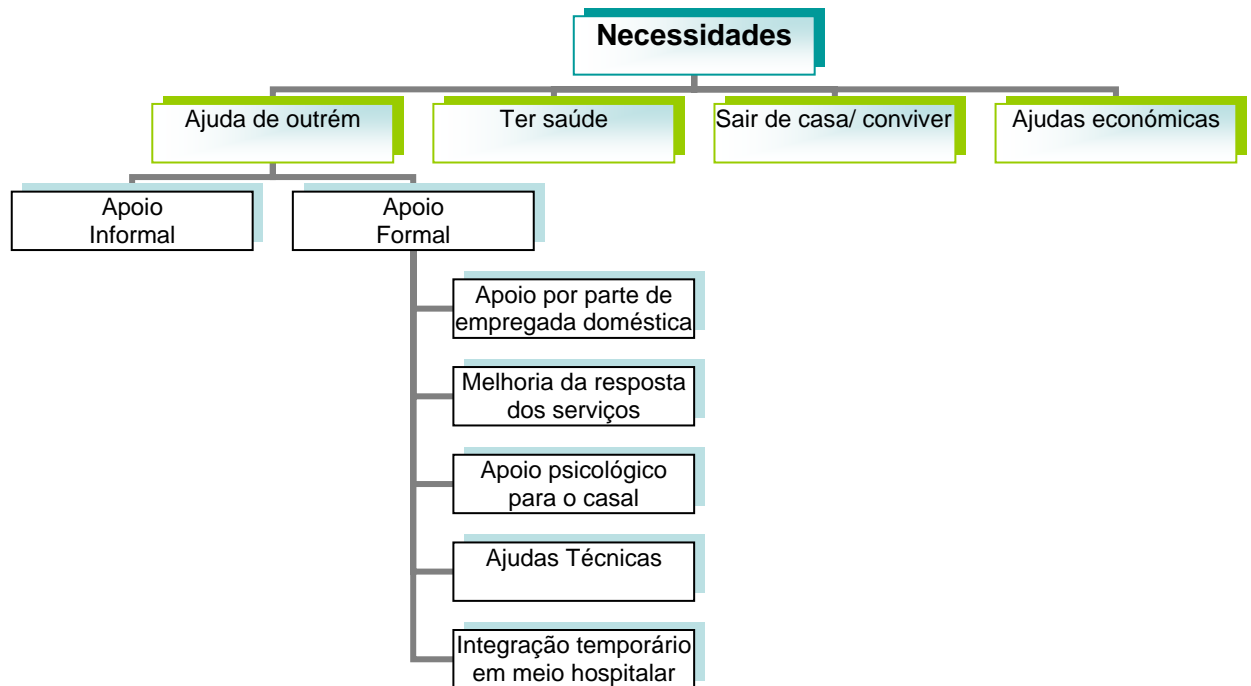 Necessidades
Ajuda de outrém
Ter saúde
Sair de casa/ conviver
Ajudas económicas
Apoio
Informal
Apoio
Formal
Apoio por parte de
empregada doméstica
Melhoria da resposta
dos serviços
Apoio psicológico
para o casal
Ajudas Técnicas
Integração temporário
em meio hospitalar